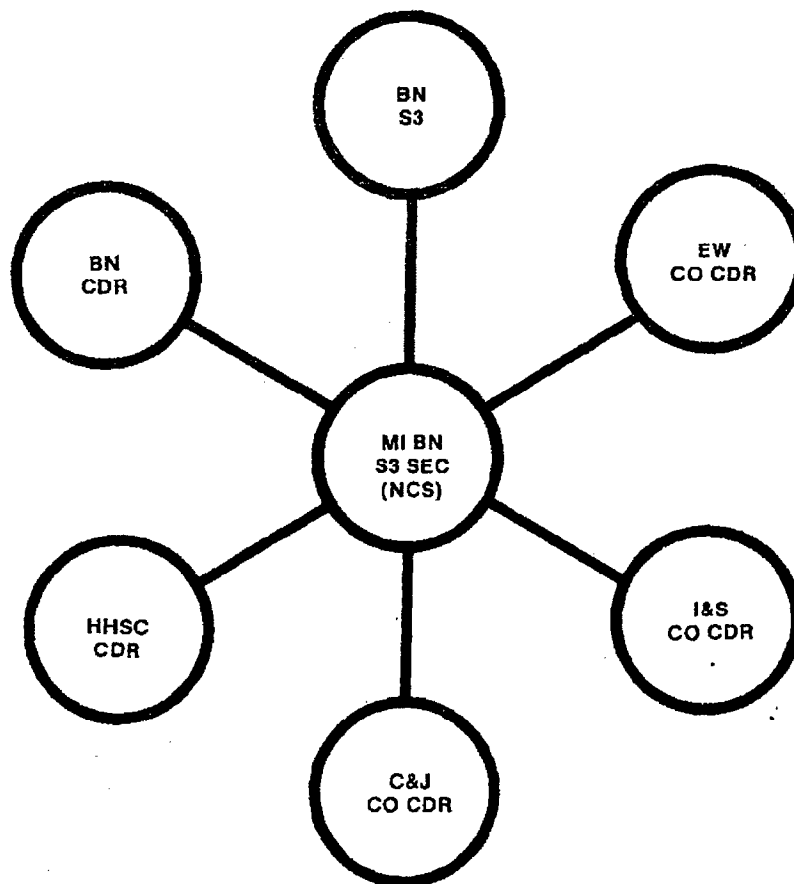 BN
S3
BN
CDR
EW
CO CDR
MI BN
S3 SEC
(NCS)
HHSC
CDR
I&S
CO CDR
C&J
CO CDR